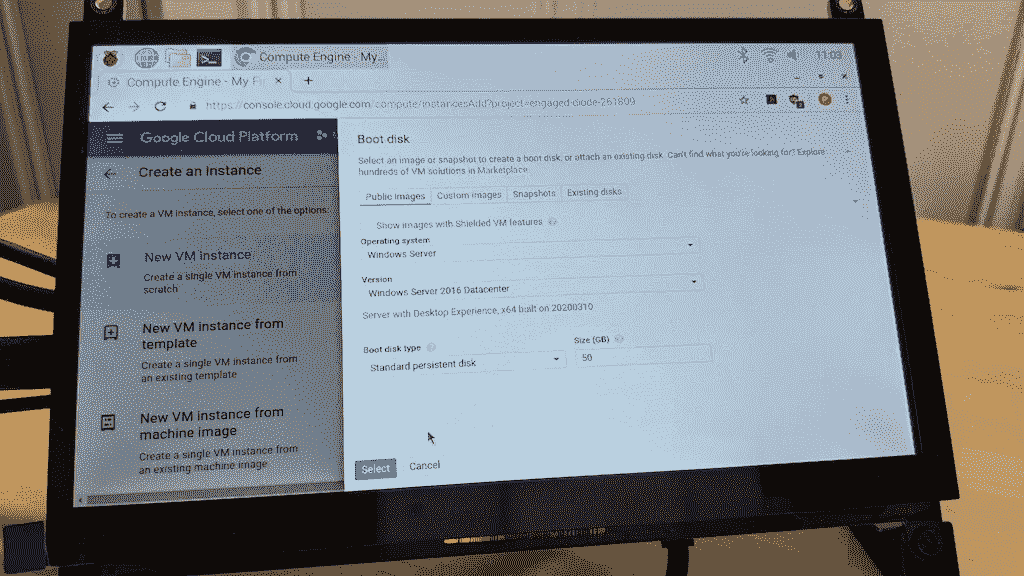 Compute Engine - My...
11:03
Compute Engine - My Fi
https://console.cloud.google.com/compute/instancesAdd?project=engaged-diode-261809
P
Google Cloud Platform
Create an instance
To create a VM instance, select one of the options:
New VM instance
Create a single VM instance from
scratch
New VM instance from
template
Create a single VM instance from
an existing template
New VM instance from
machine image
Create a single VM instance from
an existing machine image
Boot disk
Select an image or snapshot to create a boot disk, or attach an existing disk. Can't find what you're looking for? Explore
hundreds of VM solutions in Marketplace
Public images Custom images Snapshots Existing disks
Show images with Shielded VM features
Operating system
Windows Server
Version
Windows Server 2016 Datacenter
Server with Desktop Experience, x64 built on 20200310
Boot disk type
Standard persistent disk
Size (GB)
50
Select Cancel